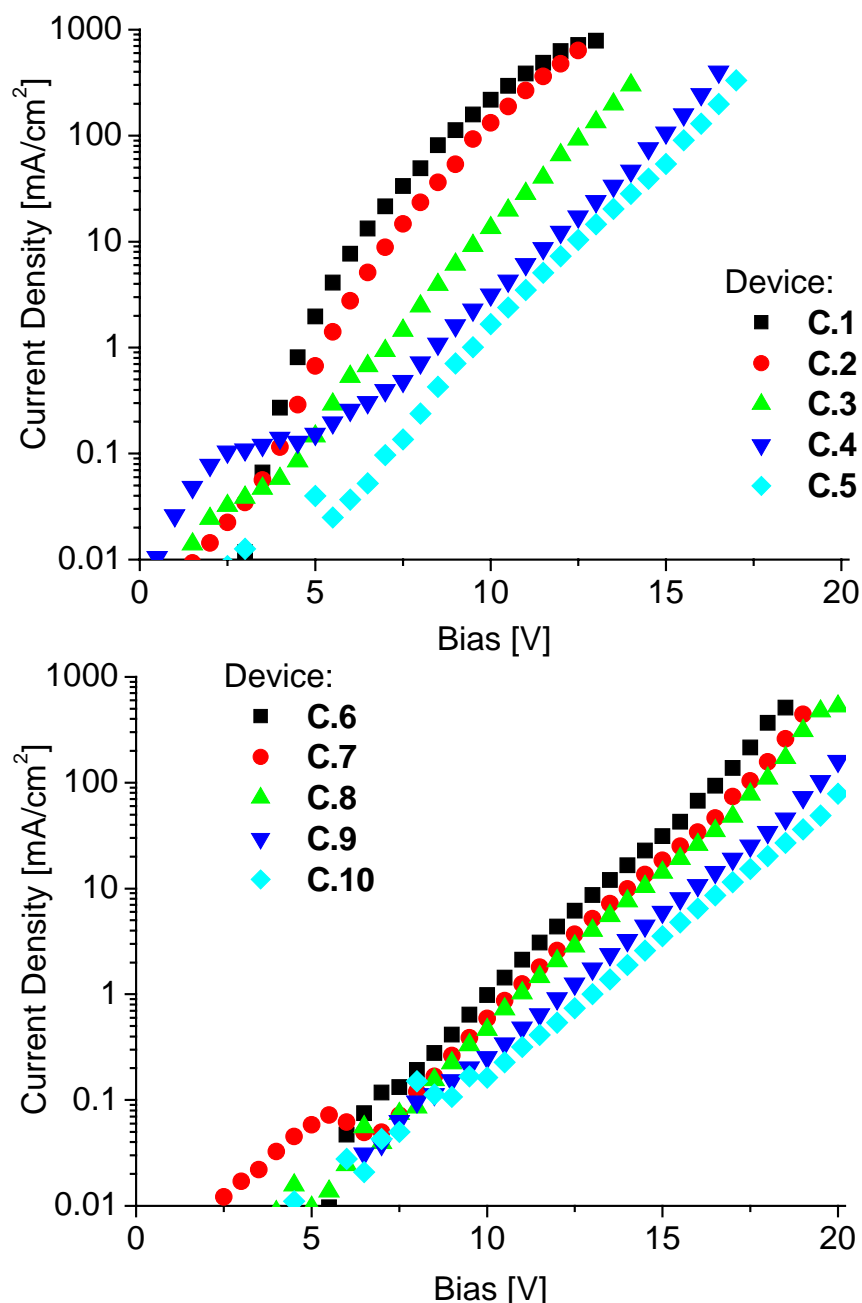 1000
100
10
1
0.1
0.01
Current Density [mA/cm²]
Device:
C.1
C.2
C.3
C.4
C.5
0 5 10 15 20
Bias [V]
1000
100
10
1
0.1
0.01
Current Density [mA/cm²]
Device:
C.6
C.7
C.8
C.9
C.10
0 5 10 15 20
Bias [V]